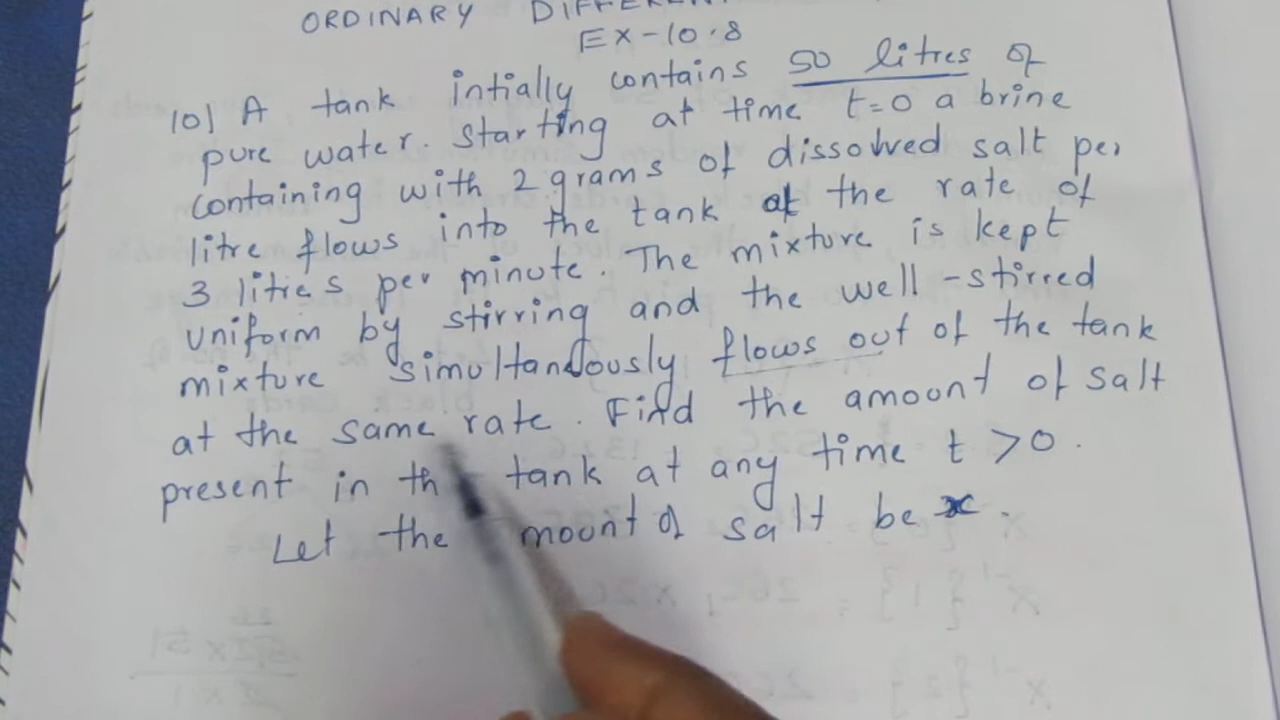 ORDINARY DIFFEREN
EX-10.8
10) A tank intially contains 50 litres of
pure water. starting at time t=0 a brine
containing with 2 grams of dissolved salt per
litre flows into the tank at the rate of
3 litres per minute. The mixture is kept
uniform by stirring and the well-stirred
mixture simultaneously flows out of the tank
at the same rate. Find the amount of salt
present in th tank at any time t>0.
Let the mount of salt be x.